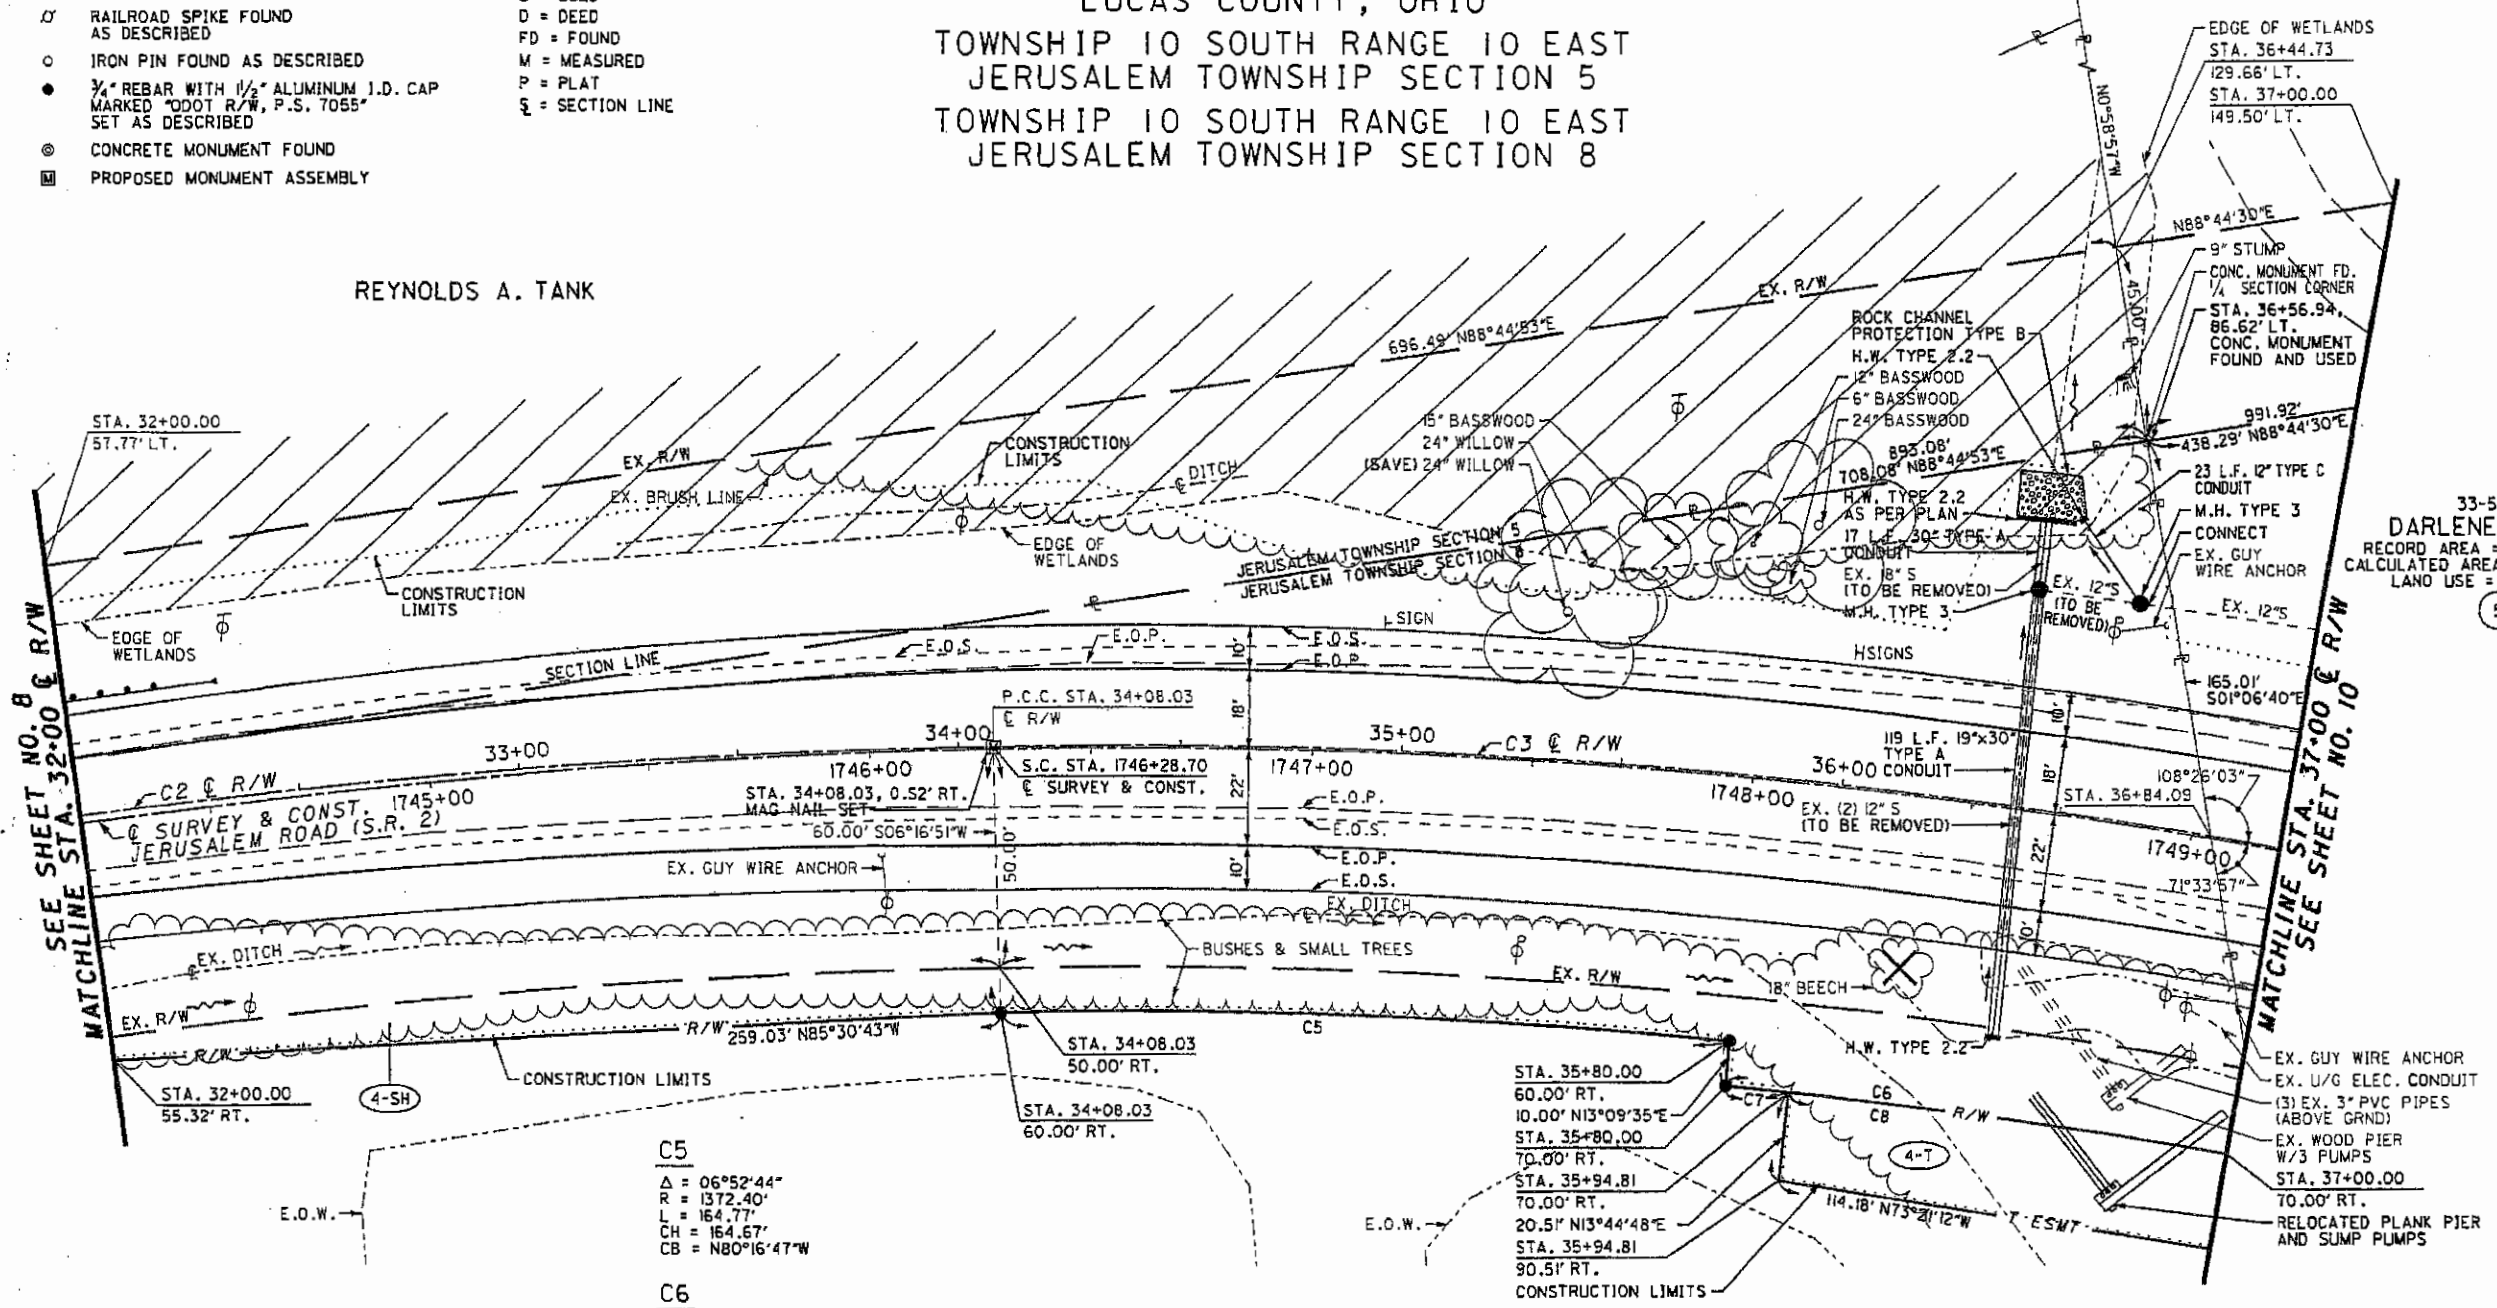 RAILROAD SPIKE FOUND
AS DESCRIBED
IRON PIN FOUND AS DESCRIBED
3/4" REBAR WITH 1 1/2" ALUMINUM I.D. CAP
MARKED "ODOT R/W, P.S. 7055"
SET AS DESCRIBED
CONCRETE MONUMENT FOUND
PROPOSED MONUMENT ASSEMBLY
D = DEED
FD = FOUND
M = MEASURED
P = PLAT
= SECTION LINE
LUCAS COUNTY, OHIO
TOWNSHIP 10 SOUTH RANGE 10 EAST
JERUSALEM TOWNSHIP SECTION 5
TOWNSHIP 10 SOUTH RANGE 10 EAST
JERUSALEM TOWNSHIP SECTION 8
EDGE OF WETLANDS
STA. 36+44.73
129.66' LT.
STA. 37+00.00
149.50' LT.
N0°58'57"W
N88°44'30"E
9" STUMP
CONC. MONUMENT FD.
1/4 SECTION CORNER
STA. 36+56.94,
86.62' LT.
CONC. MONUMENT
FOUND AND USED
45.00'
REYNOLDS A. TANK
EX. R/W
696.49' N88°44'53"E
ROCK CHANNEL
PROTECTION TYPE B
H.W. TYPE 2.2
12" BASSWOOD
6" BASSWOOD
24" BASSWOOD
15" BASSWOOD
24" WILLOW
(SAVE) 24" WILLOW
893.08'
708.08' N88°44'53"E
991.92'
438.29' N88°44'30"E
H.W. TYPE 2.2
AS PER PLAN
17 L.F. 30" TYPE A
CONDUIT
EX. 18" S
(TO BE REMOVED)
M.H. TYPE 3
23 L.F. 12" TYPE C
CONDUIT
M.H. TYPE 3
CONNECT
EX. GUY
WIRE ANCHOR
EX. 12"S
(TO BE
REMOVED)
EX. 12"S
33-5
DARLENE
RECORD AREA =
CALCULATED AREA
LAND USE =
STA. 32+00.00
57.77' LT.
EX. R/W
EX. BRUSH LINE
CONSTRUCTION
LIMITS
℄ DITCH
EDGE OF
WETLANDS
CONSTRUCTION
LIMITS
EDGE OF
WETLANDS
JERUSALEM TOWNSHIP SECTION 5
JERUSALEM TOWNSHIP SECTION 8
SECTION LINE
E.O.S.
E.O.P.
E.O.S.
E.O.P.
SIGN
SIGNS
165.01'
S01°06'40"E
SEE SHEET NO. 8
MATCHLINE STA. 32+00 ℄ R/W
P.C.C. STA. 34+08.03
℄ R/W
33+00
34+00
35+00
36+00
C3 ℄ R/W
C2 ℄ R/W
1745+00
1746+00
1747+00
1748+00
1749+00
S.C. STA. 1746+28.70
℄ SURVEY & CONST.
STA. 34+08.03, 0.52' RT.
MAG NAIL SET
℄ SURVEY & CONST.
JERUSALEM ROAD (S.R. 2)
60.00' S06°16'51"W
50.00'
10'
18'
22'
10'
E.O.P.
E.O.S.
E.O.P.
E.O.S.
119 L.F. 19"x30"
TYPE A
CONDUIT
EX. (2) 12" S
(TO BE REMOVED)
10'
18'
22'
10'
108°26'03"
STA. 36+84.09
71°33'57"
MATCHLINE STA. 37+00 ℄ R/W
SEE SHEET NO. 10
EX. GUY WIRE ANCHOR
EX. DITCH
℄ EX. DITCH
BUSHES & SMALL TREES
EX. R/W
18" BEECH
EX. R/W
R/W
R/W 259.03' N85°30'43"W
C5
STA. 34+08.03
50.00' RT.
STA. 34+08.03
60.00' RT.
CONSTRUCTION LIMITS
STA. 32+00.00
55.32' RT.
4-SH
H.W. TYPE 2.2
STA. 35+80.00
60.00' RT.
10.00' N13°09'35"E
STA. 35+80.00
70.00' RT.
STA. 35+94.81
70.00' RT.
20.51' N13°44'48"E
STA. 35+94.81
90.51' RT.
CONSTRUCTION LIMITS
C7
C6
C8
R/W
4-T
114.18' N73°21'12"W
T ESMT
EX. GUY WIRE ANCHOR
EX. U/G ELEC. CONDUIT
(3) EX. 3" PVC PIPES
(ABOVE GRND)
EX. WOOD PIER
W/3 PUMPS
STA. 37+00.00
70.00' RT.
RELOCATED PLANK PIER
AND SUMP PUMPS
E.O.W.
E.O.W.
C5
Δ = 06°52'44"
R = 1372.40'
L = 164.77'
CH = 164.67'
CB = N80°16'47"W
C6